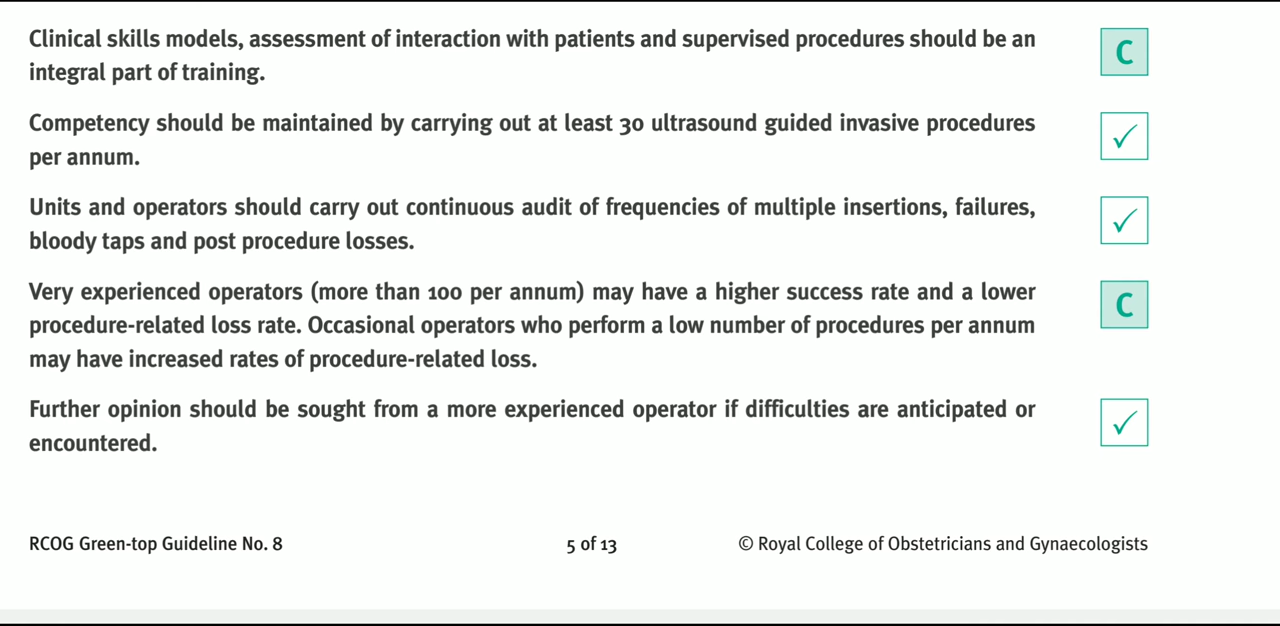 Clinical skills models, assessment of interaction with patients and supervised procedures should be an
integral part of training.
C
Competency should be maintained by carrying out at least 30 ultrasound guided invasive procedures
per annum.
✓
Units and operators should carry out continuous audit of frequencies of multiple insertions, failures,
bloody taps and post procedure losses.
✓
Very experienced operators (more than 100 per annum) may have a higher success rate and a lower
procedure-related loss rate. Occasional operators who perform a low number of procedures per annum
may have increased rates of procedure-related loss.
C
Further opinion should be sought from a more experienced operator if difficulties are anticipated or
encountered.
✓
RCOG Green-top Guideline No. 8
5 of 13
© Royal College of Obstetricians and Gynaecologists